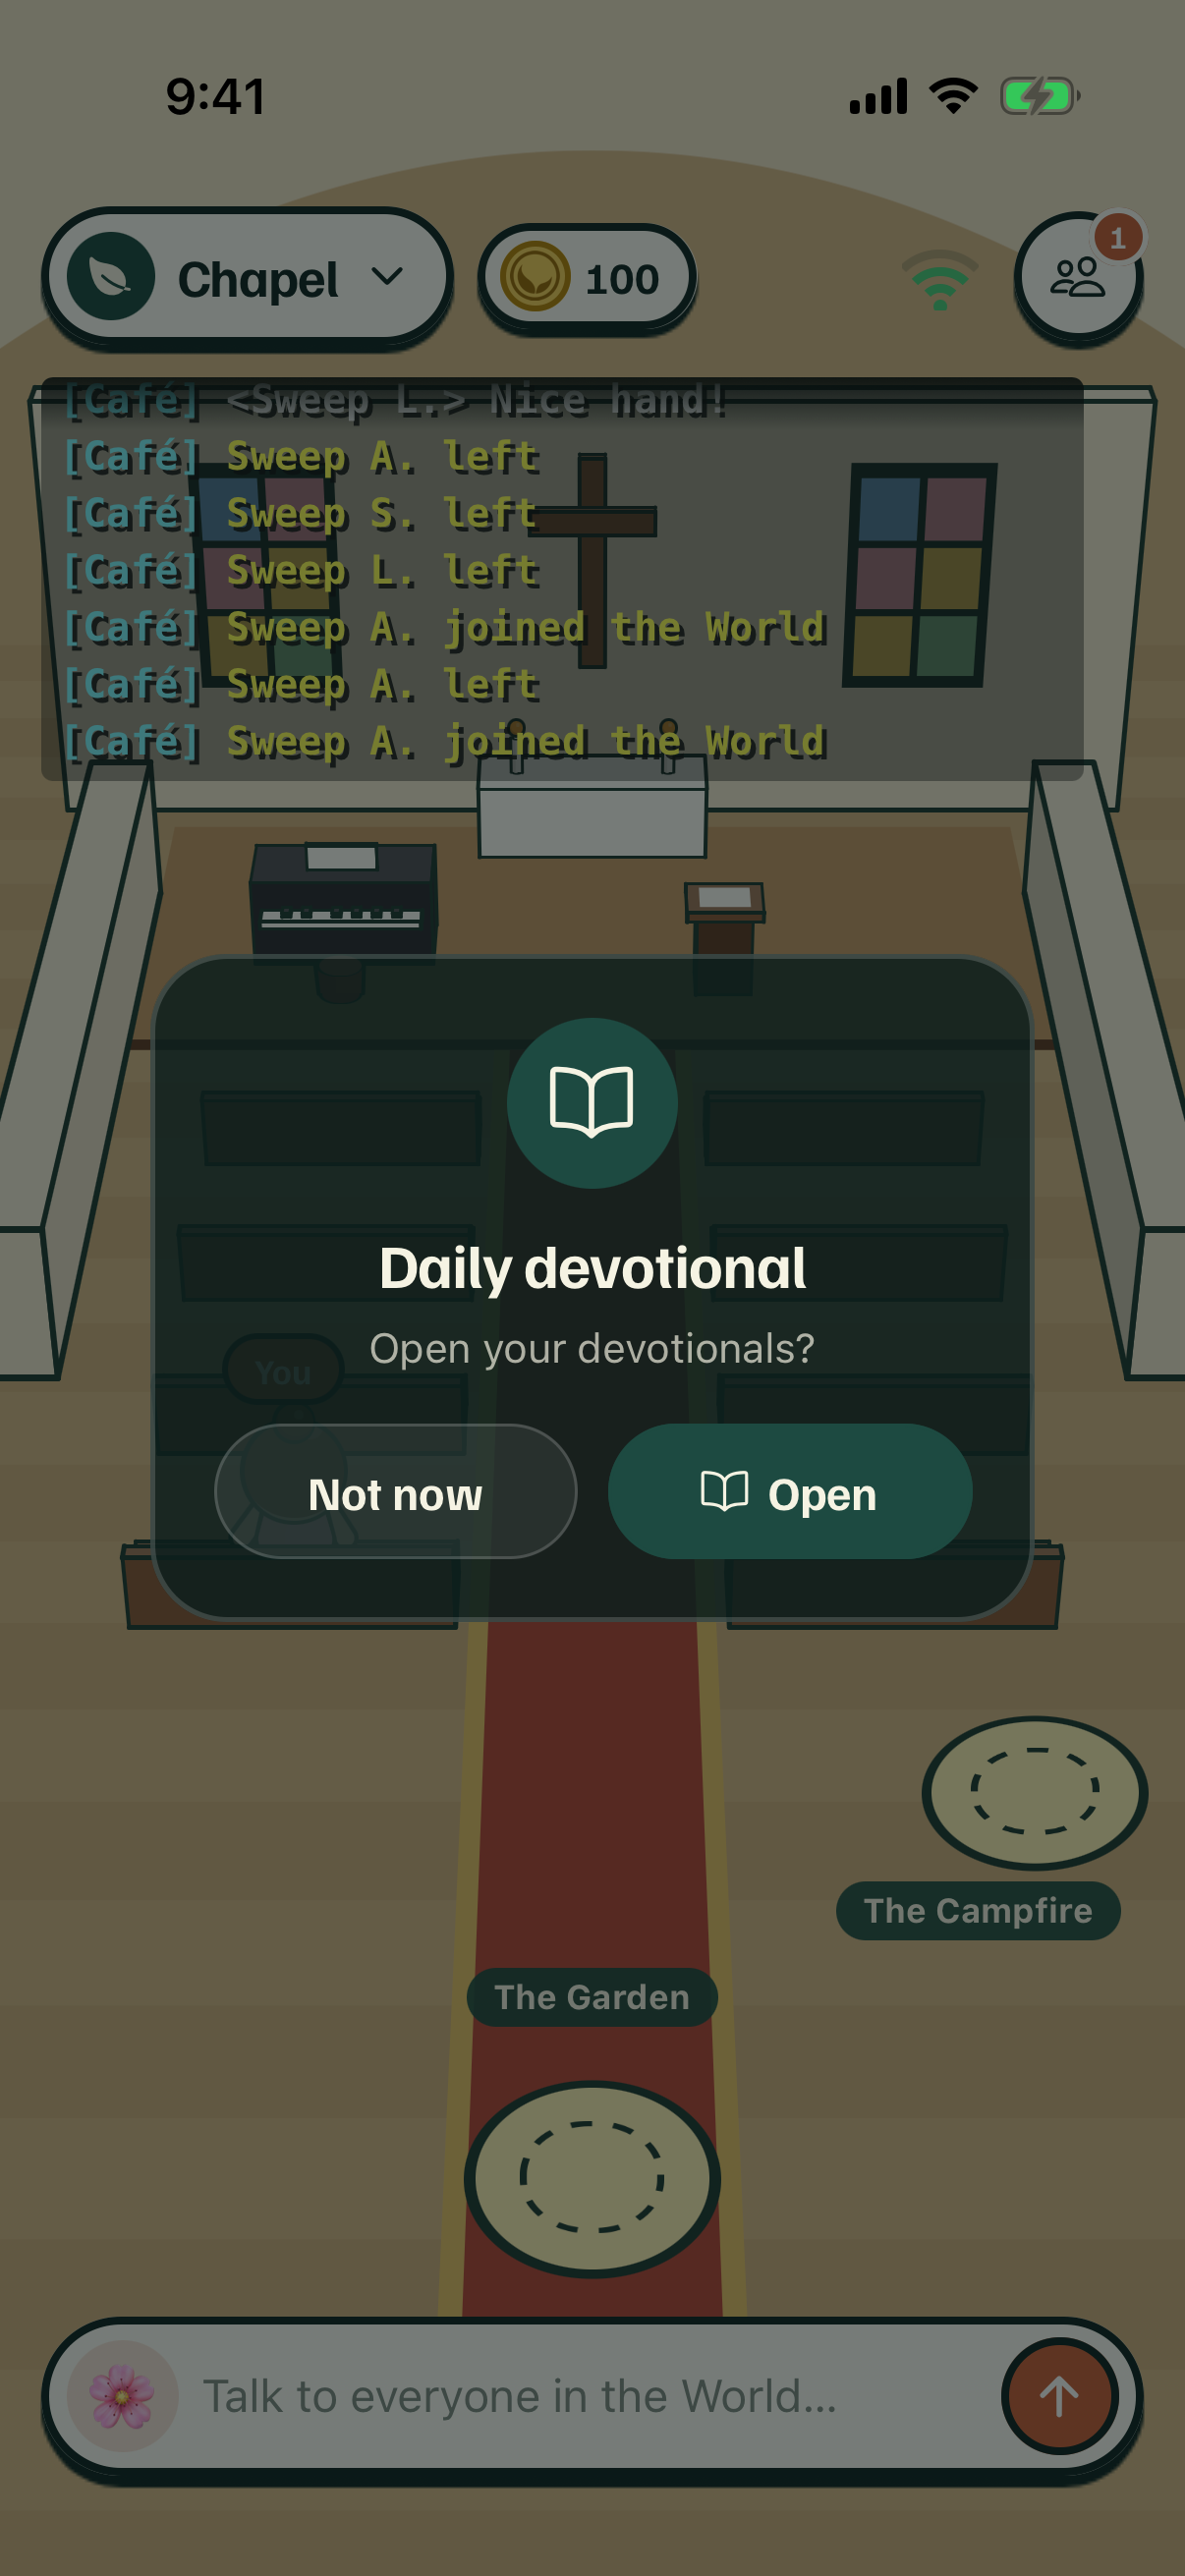 9:41
Chapel
100
1
[Café] <Sweep L.> Nice hand!
[Café] Sweep A. left
[Café] Sweep S. left
[Café] Sweep L. left
[Café] Sweep A. joined the World
[Café] Sweep A. left
[Café] Sweep A. joined the World
Daily devotional
Open your devotionals?
You
Not now
Open
The Campfire
The Garden
Talk to everyone in the World...